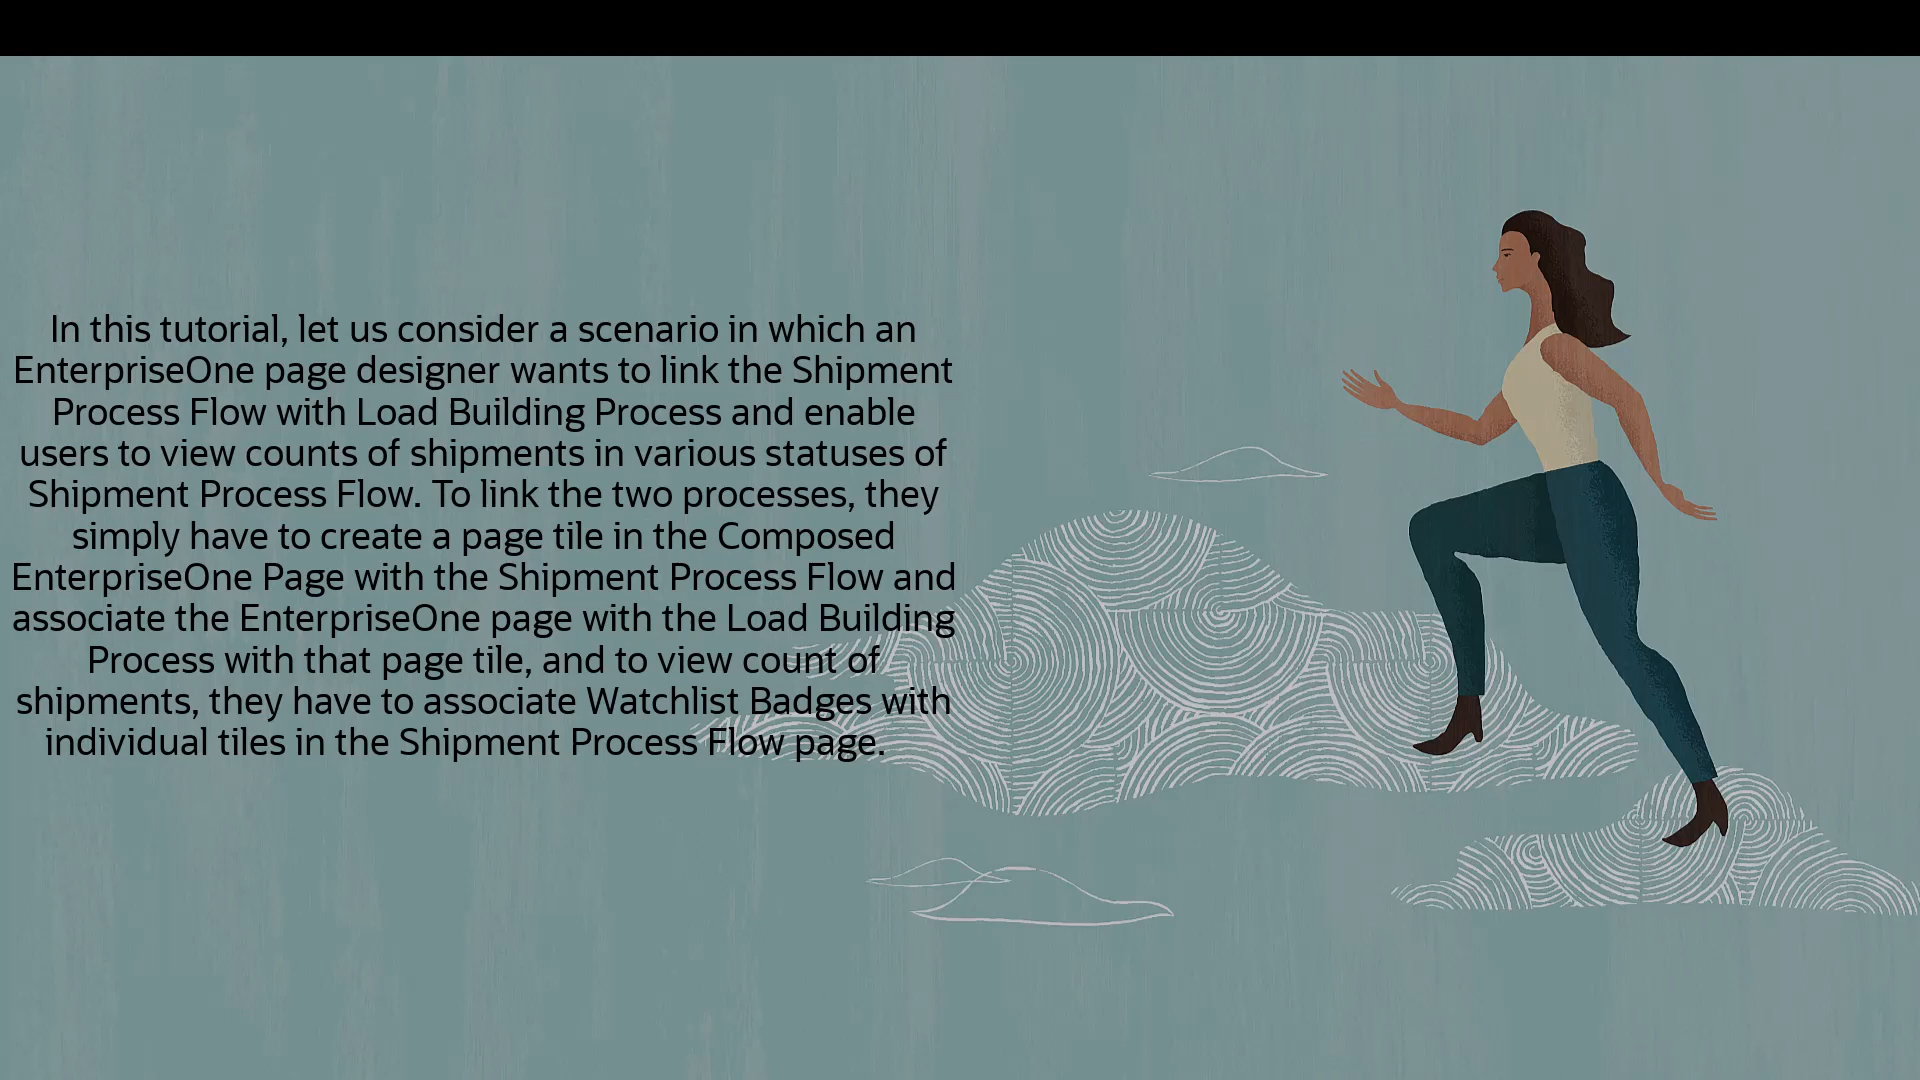 In this tutorial, let us consider a scenario in which an
EnterpriseOne page designer wants to link the Shipment
Process Flow with Load Building Process and enable
users to view counts of shipments in various statuses of
Shipment Process Flow. To link the two processes, they
simply have to create a page tile in the Composed
EnterpriseOne Page with the Shipment Process Flow and
associate the EnterpriseOne page with the Load Building
Process with that page tile, and to view count of
shipments, they have to associate Watchlist Badges with
individual tiles in the Shipment Process Flow page.